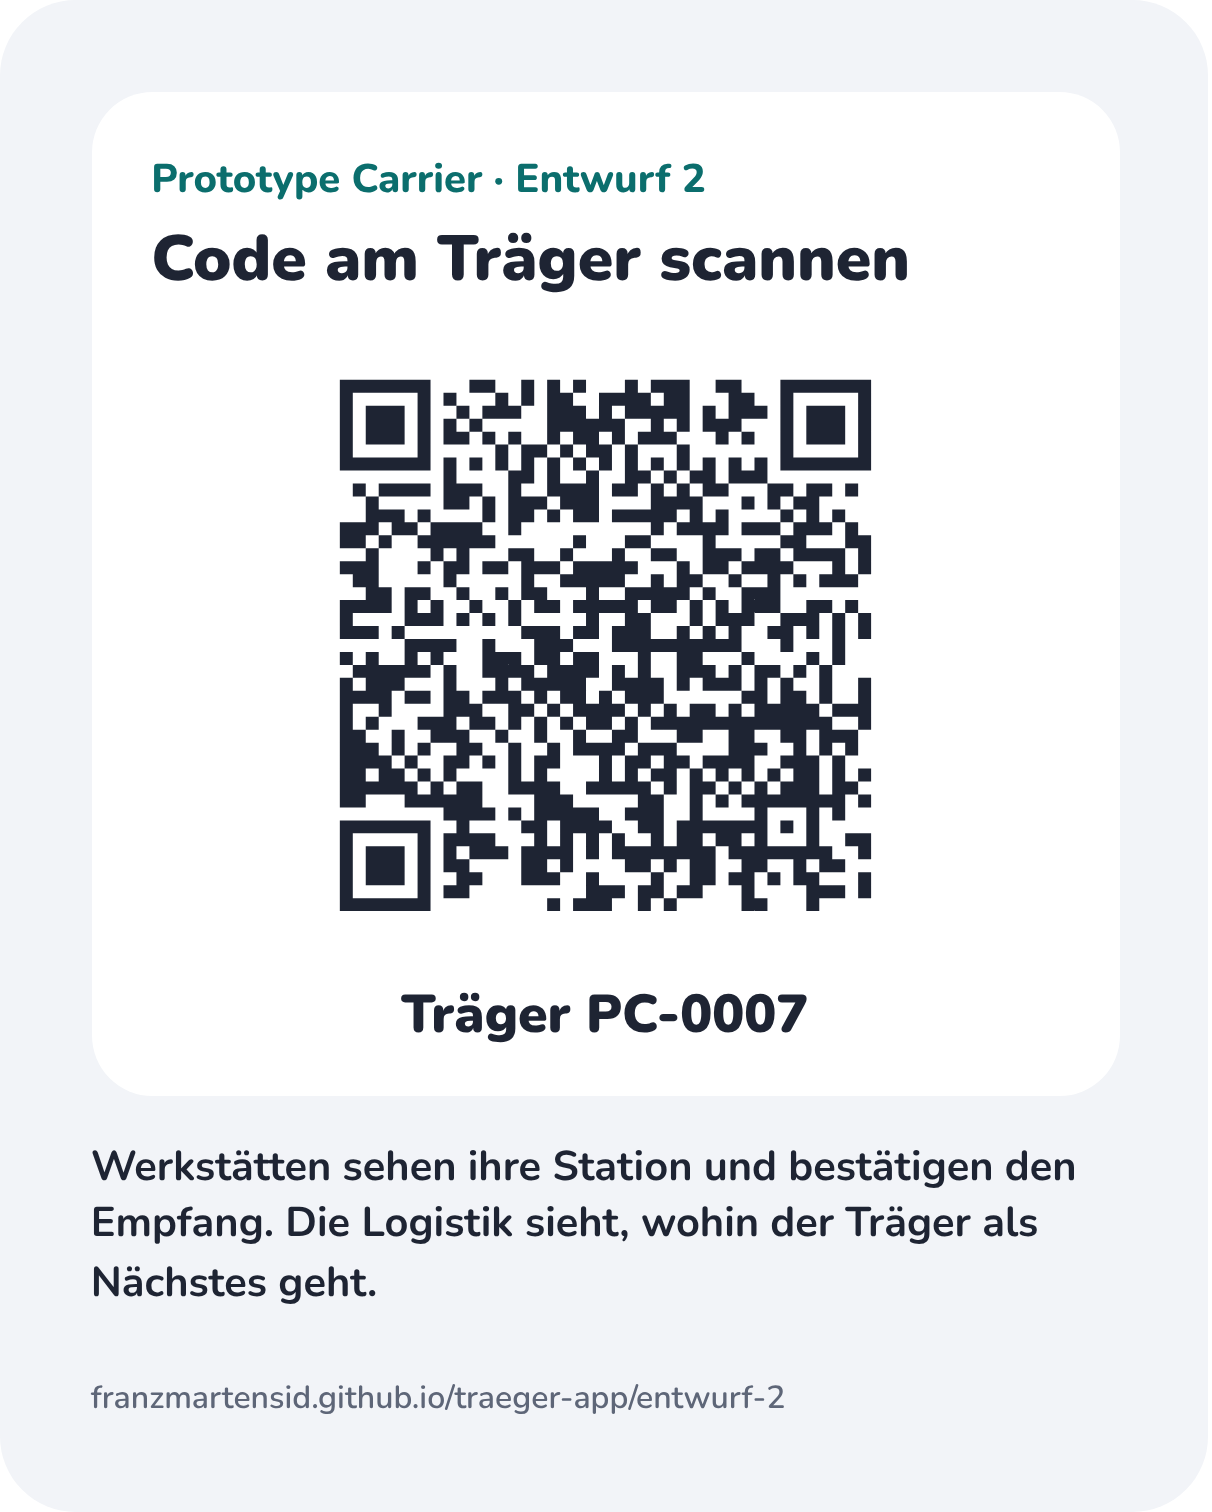 Prototype Carrier · Entwurf 2
Code am Träger scannen
Träger PC-0007
Werkstätten sehen ihre Station und bestätigen den
Empfang. Die Logistik sieht, wohin der Träger als
Nächstes geht.
franzmartensid.github.io/traeger-app/entwurf-2